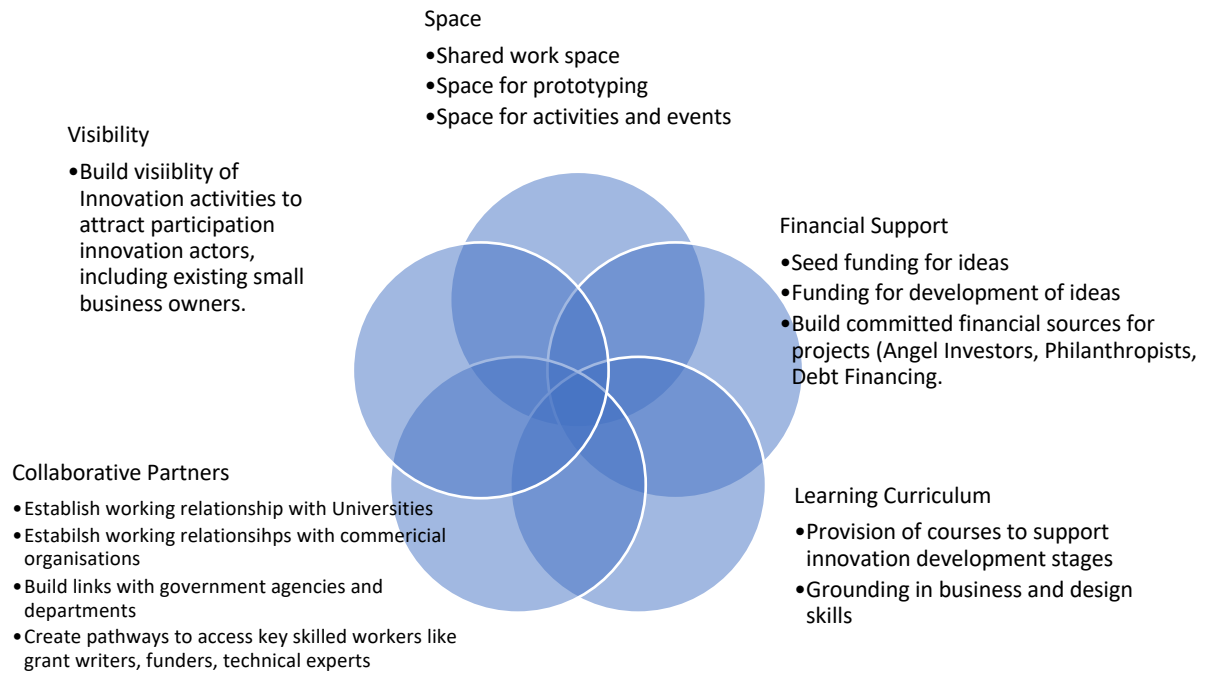 Space
•Shared work space
•Space for prototyping
•Space for activities and events
Visibility
•Build visiiblity of
Innovation activities to
attract participation
innovation actors,
including existing small
business owners.
Financial Support
•Seed funding for ideas
•Funding for development of ideas
•Build committed financial sources for
projects (Angel Investors, Philanthropists,
Debt Financing.
Collaborative Partners
•Establish working relationship with Universities
•Estabilsh working relationsihps with commericial
organisations
•Build links with government agencies and
departments
•Create pathways to access key skilled workers like
grant writers, funders, technical experts
Learning Curriculum
•Provision of courses to support
innovation development stages
•Grounding in business and design
skills